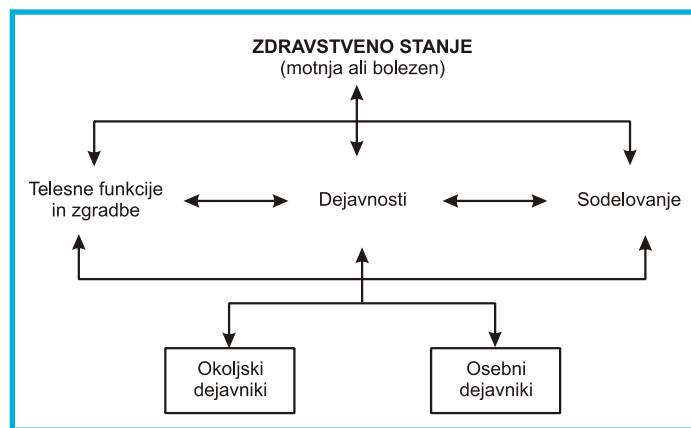 ZDRAVSTVENO STANJE
(motnja ali bolezen)
Telesne funkcije
in zgradbe
Dejavnosti
Sodelovanje
Okoljski
dejavniki
Osebni
dejavniki